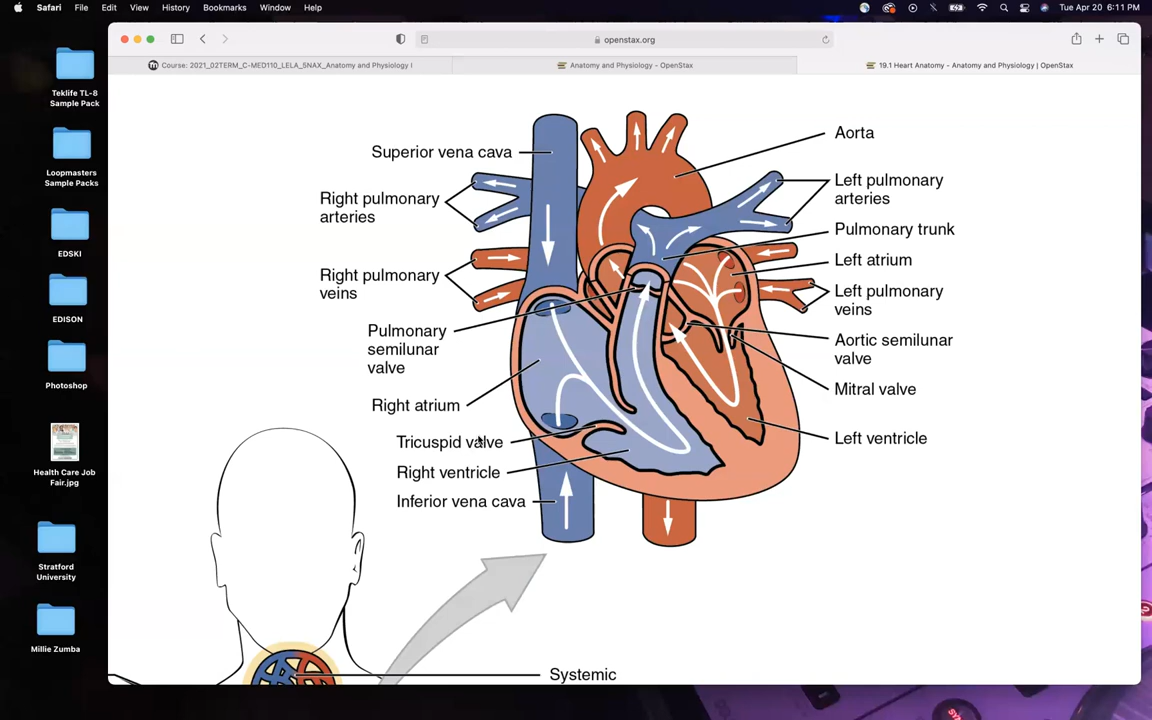 Safari File Edit View History Bookmarks Window Help Tue Apr 20 6:11 PM
openstax.org
Course: 2021_02TERM_C-MED110_LELA_5NAX_Anatomy and Physiology I
Anatomy and Physiology - OpenStax
19.1 Heart Anatomy - Anatomy and Physiology | OpenStax
Teklife TL-8
Sample Pack
Loopmasters
Sample Packs
EDSKI
EDISON
Photoshop
Health Care Job
Fair.jpg
Stratford
University
Millie Zumba
Superior vena cava
Right pulmonary
arteries
Right pulmonary
veins
Pulmonary
semilunar
valve
Right atrium
Tricuspid valve
Right ventricle
Inferior vena cava
Aorta
Left pulmonary
arteries
Pulmonary trunk
Left atrium
Left pulmonary
veins
Aortic semilunar
valve
Mitral valve
Left ventricle
Systemic